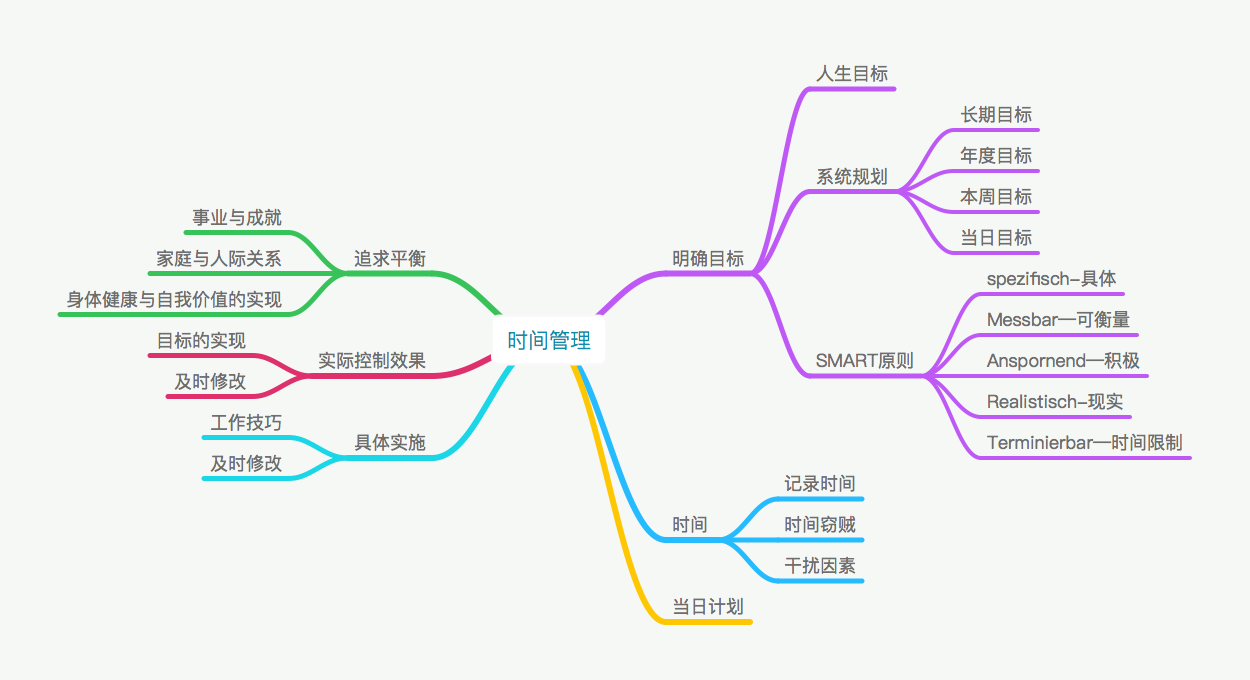 时间管理
明确目标
人生目标
系统规划
长期目标
年度目标
本周目标
当日目标
SMART原则
spezifisch-具体
Messbar—可衡量
Anspornend—积极
Realistisch-现实
Terminierbar—时间限制
时间
记录时间
时间窃贼
干扰因素
当日计划
追求平衡
事业与成就
家庭与人际关系
身体健康与自我价值的实现
实际控制效果
目标的实现
及时修改
具体实施
工作技巧
及时修改